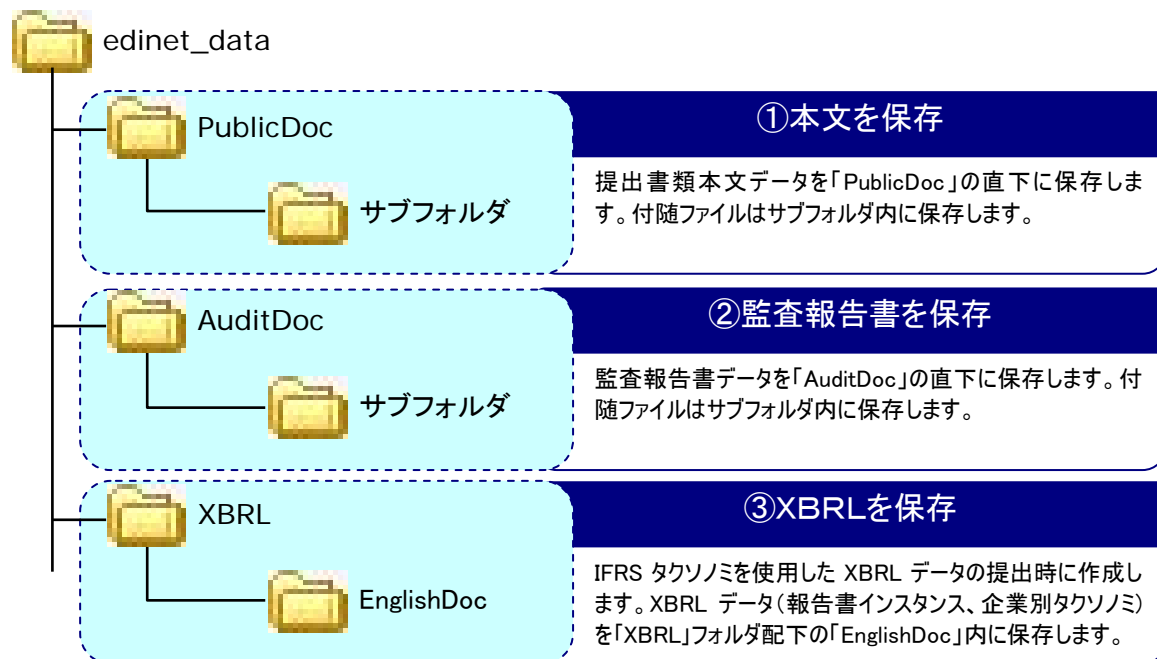 edinet_data
PublicDoc
サブフォルダ
①本文を保存
提出書類本文データを「PublicDoc」の直下に保存しま
す。付随ファイルはサブフォルダ内に保存します。
AuditDoc
サブフォルダ
②監査報告書を保存
監査報告書データを「AuditDoc」の直下に保存します。付
随ファイルはサブフォルダ内に保存します。
XBRL
EnglishDoc
③XBRLを保存
IFRS タクソノミを使用した XBRL データの提出時に作成し
ます。XBRL データ(報告書インスタンス、企業別タクソノミ)
を「XBRL」フォルダ配下の「EnglishDoc」内に保存します。